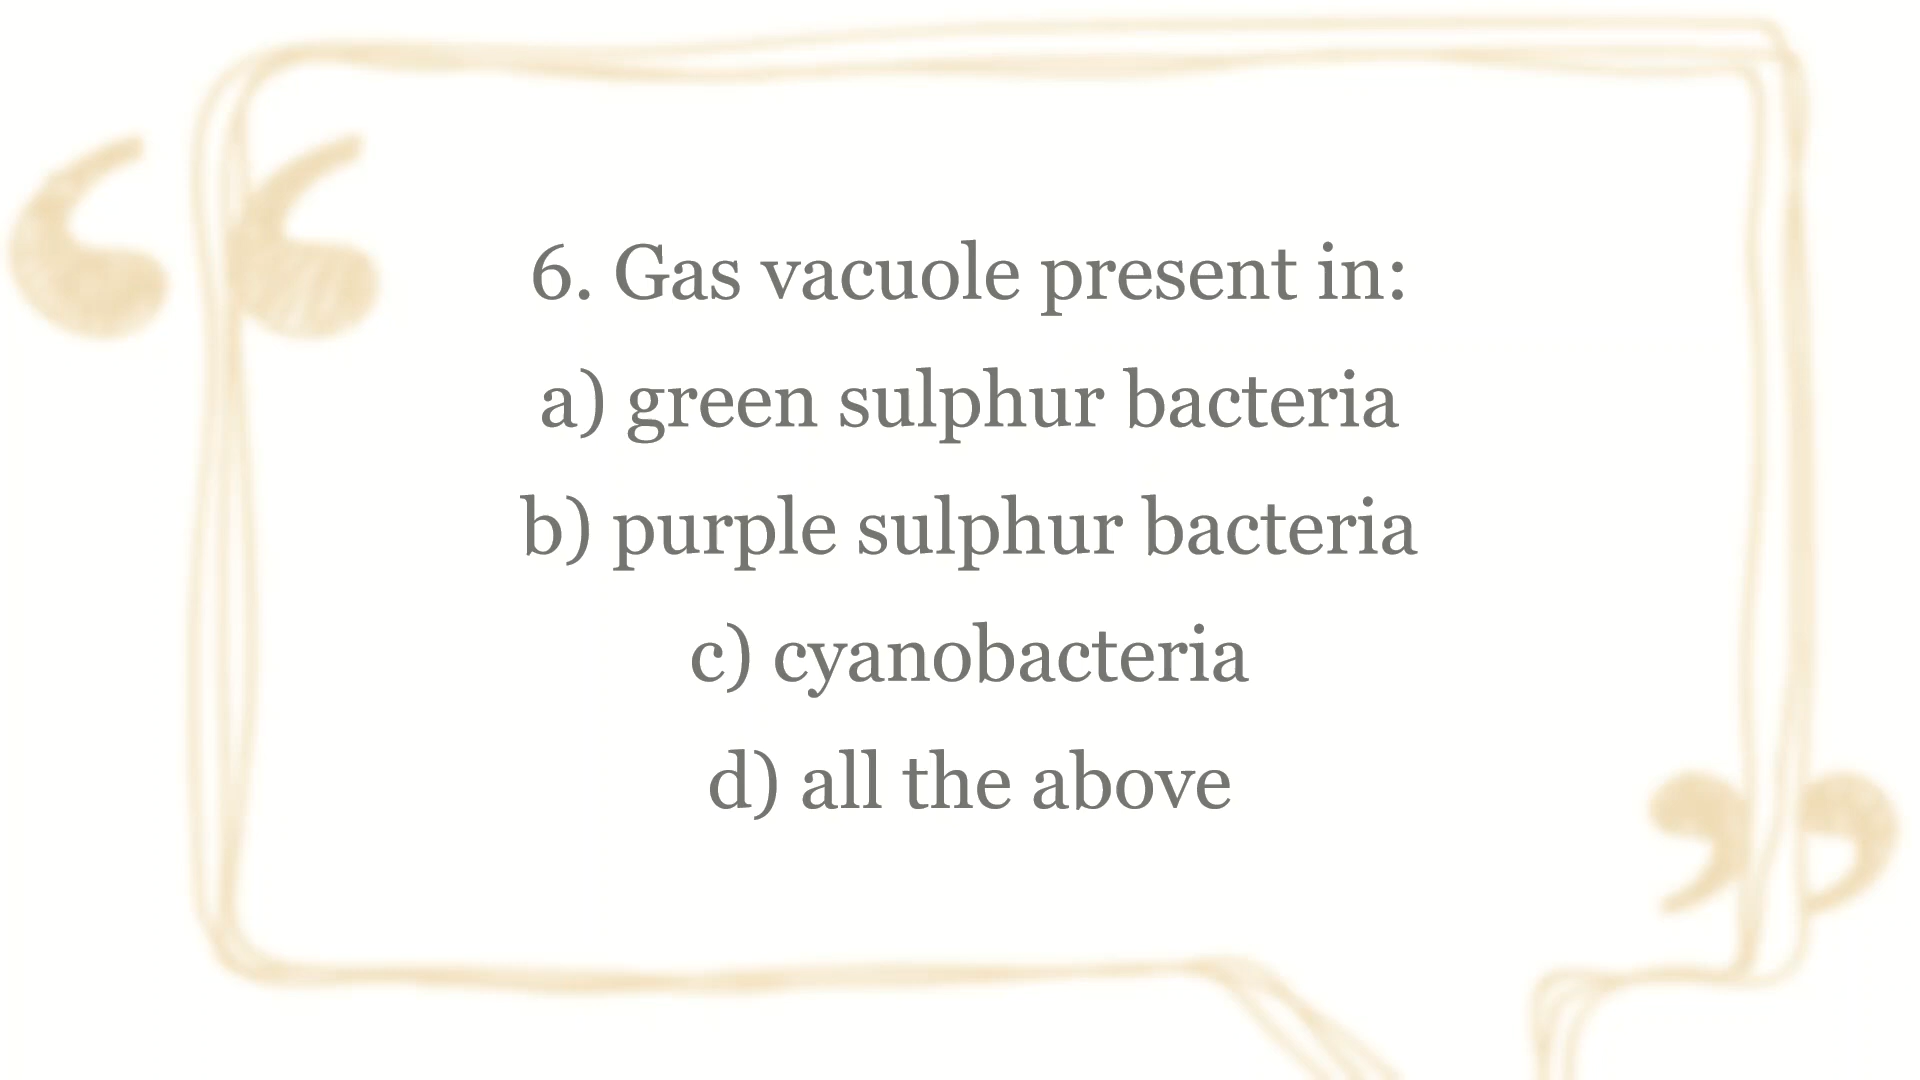 6. Gas vacuole present in:
a) green sulphur bacteria
b) purple sulphur bacteria
c) cyanobacteria
d) all the above